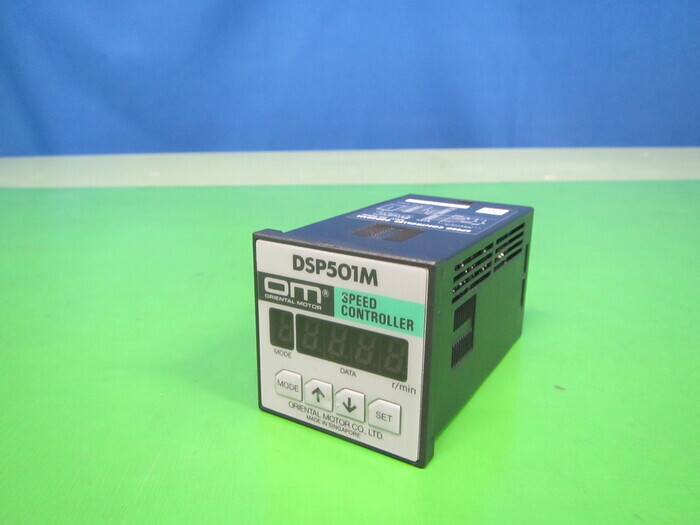 DSP501M
OM®
ORIENTAL MOTOR
SPEED
CONTROLLER
MODE
DATA
r/min
MODE
SET
ORIENTAL MOTOR CO., LTD.
MADE IN SINGAPORE